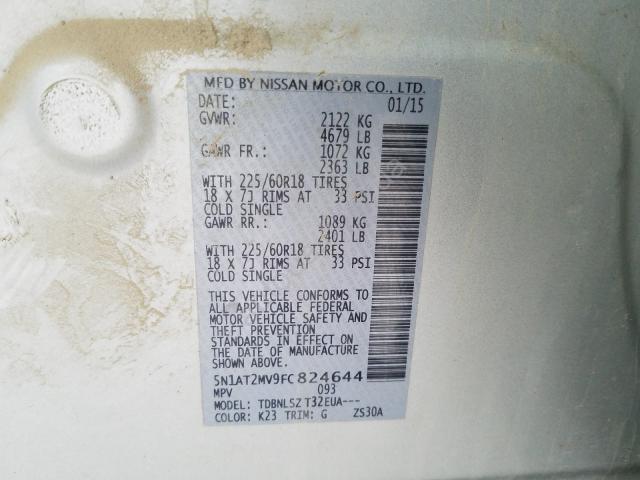 MFD BY NISSAN MOTOR CO., LTD.
DATE: 01/15
GVWR: 2122 KG
4679 LB
GAWR FR.: 1072 KG
2363 LB
WITH 225/60R18 TIRES
18 X 7J RIMS AT 33 PSI
COLD SINGLE
GAWR RR.: 1089 KG
2401 LB
WITH 225/60R18 TIRES
18 X 7J RIMS AT 33 PSI
COLD SINGLE
THIS VEHICLE CONFORMS TO
ALL APPLICABLE FEDERAL
MOTOR VEHICLE SAFETY AND
THEFT PREVENTION
STANDARDS IN EFFECT ON
THE DATE OF MANUFACTURE
SHOWN ABOVE.
5N1AT2MV9FC824644
MPV 093
MODEL: TDBNLSZ T32EUA---
COLOR: K23 TRIM: G ZS30A